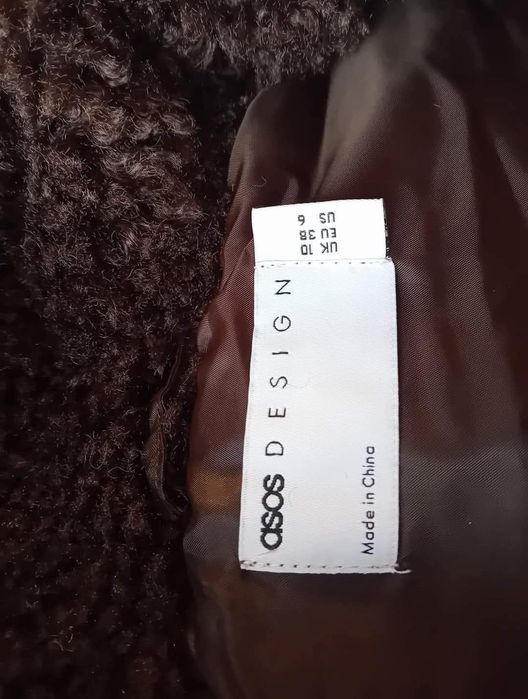 asos DESIGN
Made in China
UK 10
EU 38
US 6